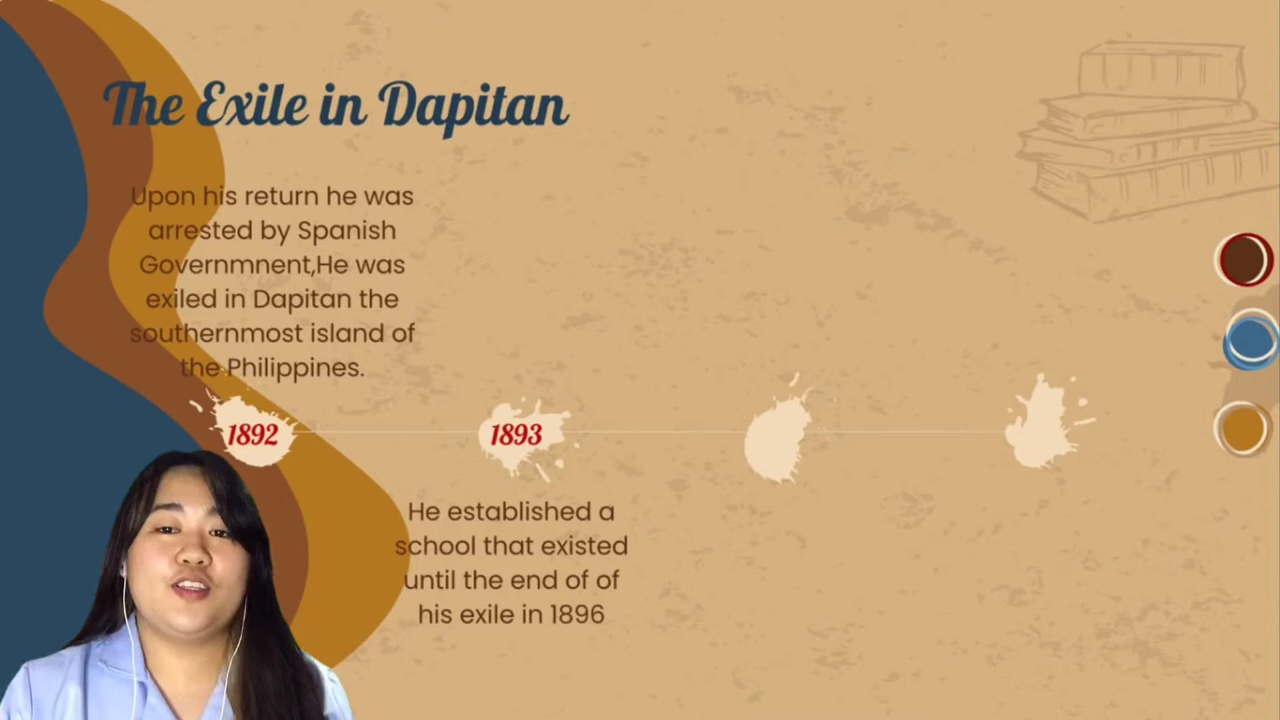 The Exile in Dapitan
Upon his return he was
arrested by Spanish
Governmnent,He was
exiled in Dapitan the
southernmost island of
the Philippines.
1892
1893
He established a
school that existed
until the end of of
his exile in 1896